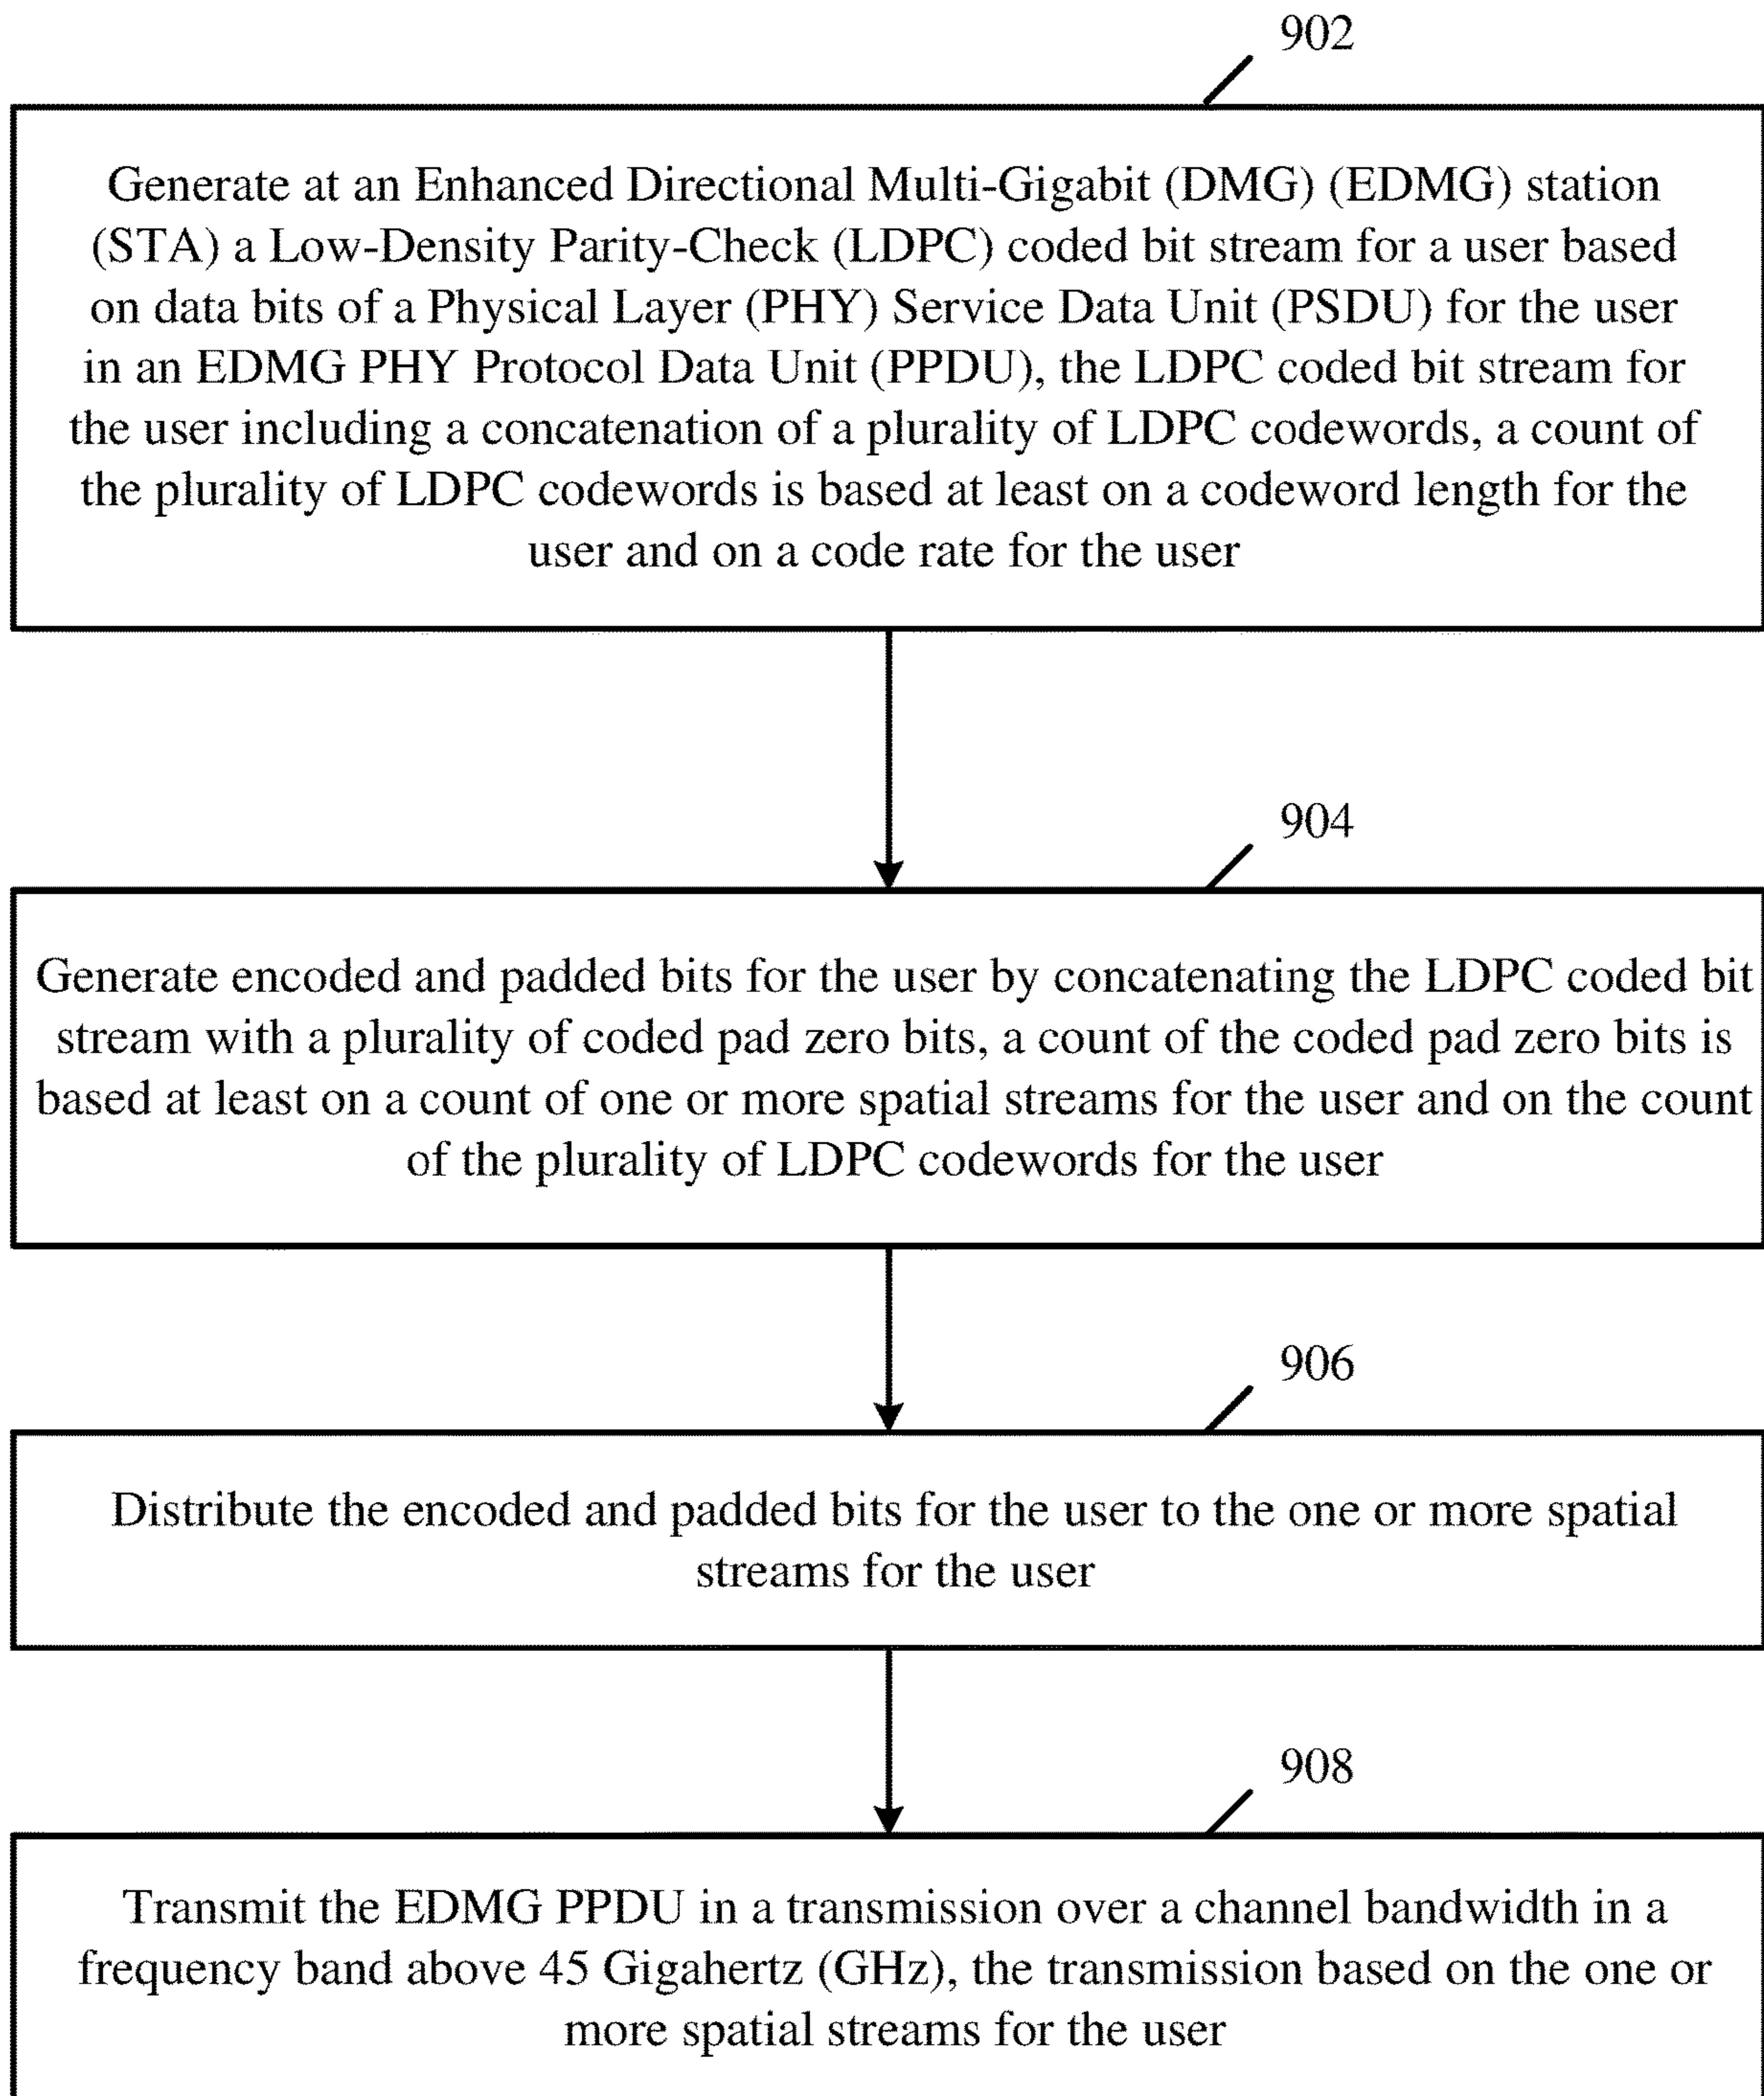 902
Generate at an Enhanced Directional Multi-Gigabit (DMG) (EDMG) station
(STA) a Low-Density Parity-Check (LDPC) coded bit stream for a user based
on data bits of a Physical Layer (PHY) Service Data Unit (PSDU) for the user
in an EDMG PHY Protocol Data Unit (PPDU), the LDPC coded bit stream for
the user including a concatenation of a plurality of LDPC codewords, a count of
the plurality of LDPC codewords is based at least on a codeword length for the
user and on a code rate for the user
904
Generate encoded and padded bits for the user by concatenating the LDPC coded bit
stream with a plurality of coded pad zero bits, a count of the coded pad zero bits is
based at least on a count of one or more spatial streams for the user and on the count
of the plurality of LDPC codewords for the user
906
Distribute the encoded and padded bits for the user to the one or more spatial
streams for the user
908
Transmit the EDMG PPDU in a transmission over a channel bandwidth in a
frequency band above 45 Gigahertz (GHz), the transmission based on the one or
more spatial streams for the user